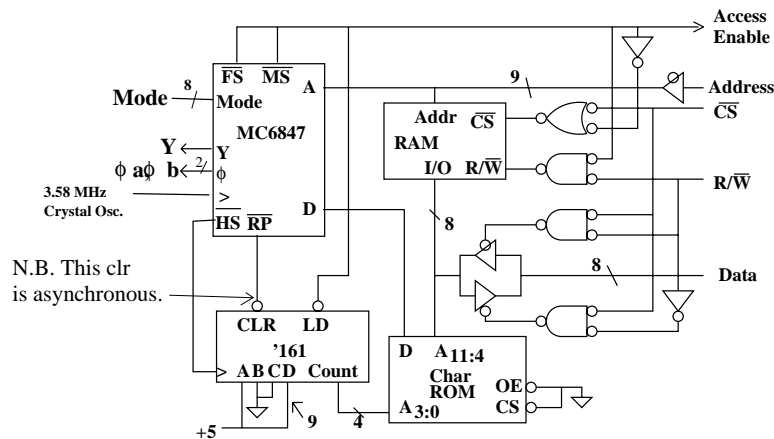 Access
Enable
FS MS
A
9
Address
Mode
8
Mode
MC6847
Addr
CS
CS
RAM
Y
Y
I/O
R/W
R/W
ϕ a,ϕ b
2
ϕ
3.58 MHz
Crystal Osc.
>
HS
RP
D
8
8
Data
N.B. This clr
is asynchronous.
CLR
LD
'161
D
A 11:4
Char
ROM
>
A B C D
Count
OE
A 3:0
CS
+5
9
4